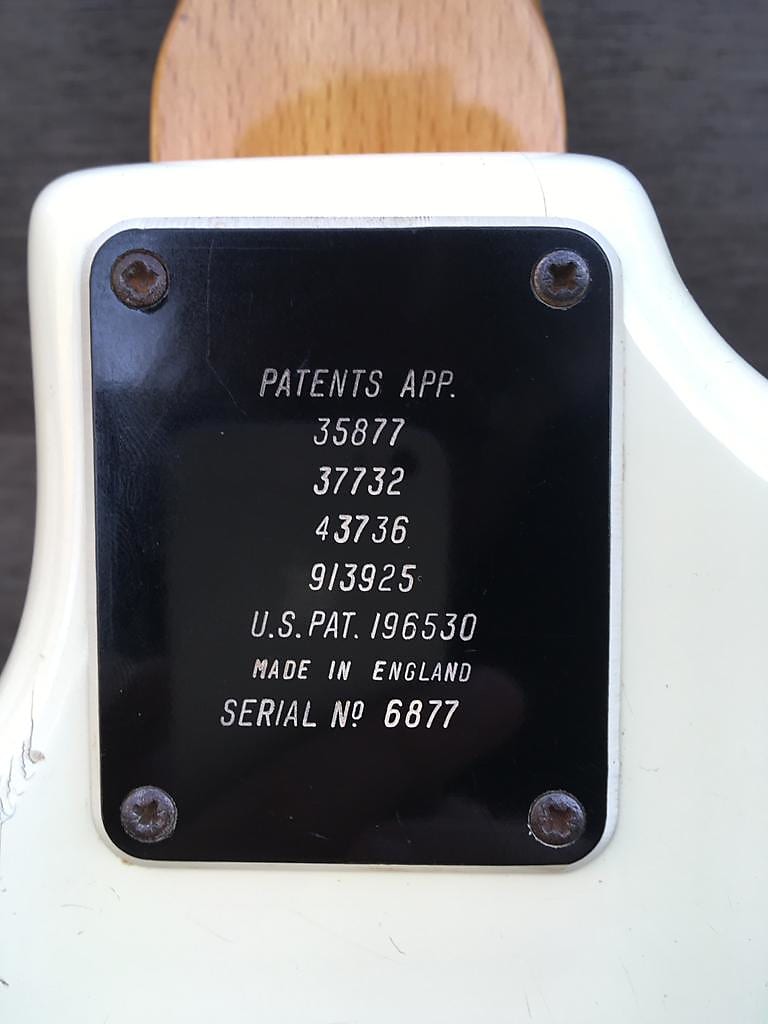 PATENTS APP.
35877
37732
43736
913925
U.S. PAT. 196530
MADE IN ENGLAND
SERIAL Nº 6877